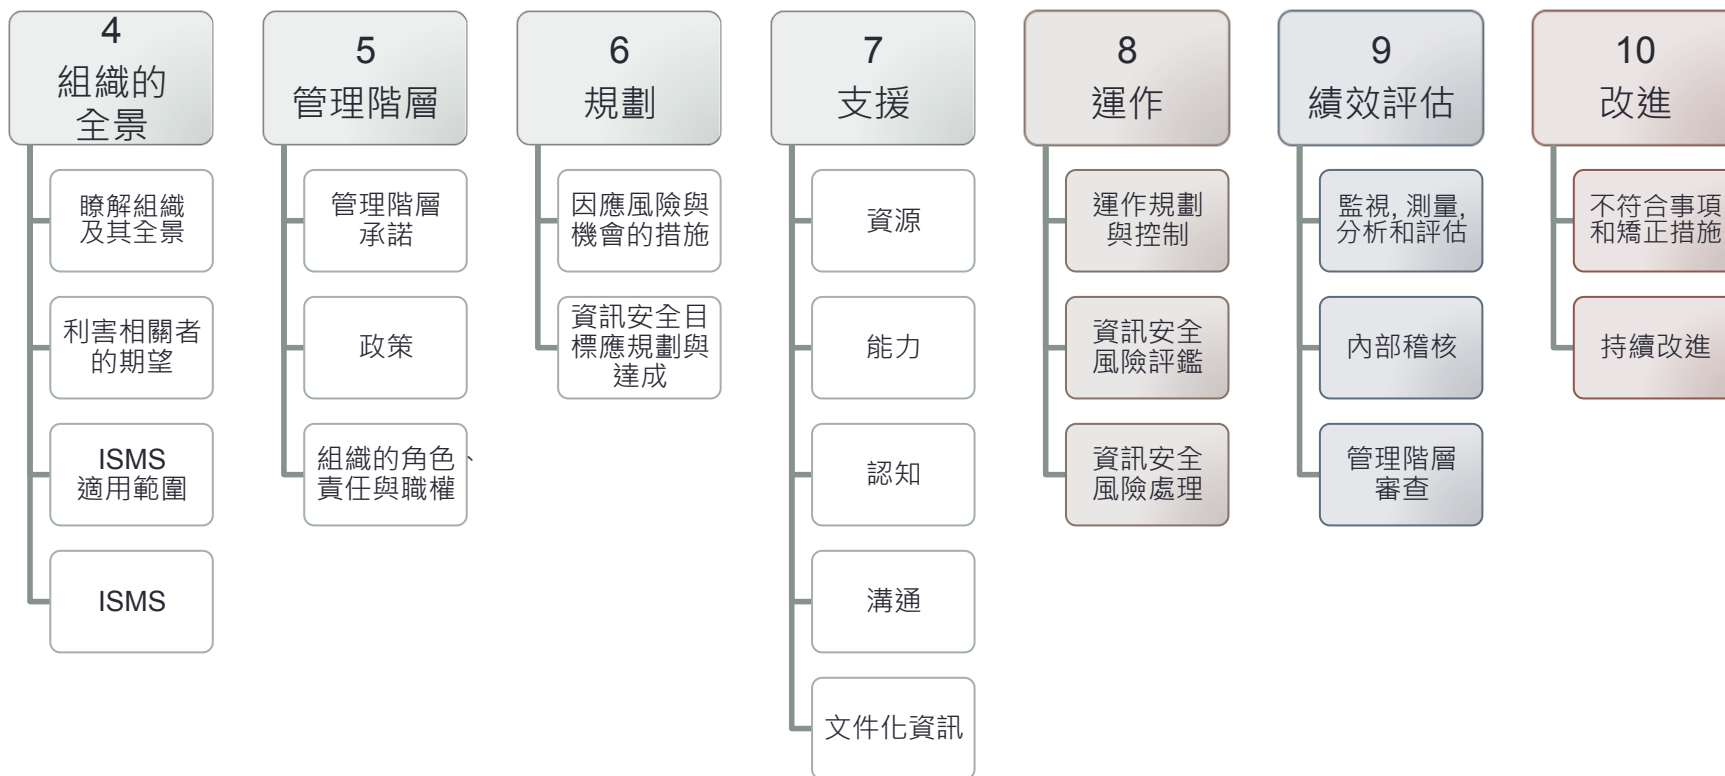 4
組織的
全景
瞭解組織
及其全景
利害相關者
的期望
ISMS
適用範圍
ISMS
5
管理階層
管理階層
承諾
政策
組織的角色、
責任與職權
6
規劃
因應風險與
機會的措施
資訊安全目
標應規劃與
達成
7
支援
資源
能力
認知
溝通
文件化資訊
8
運作
運作規劃
與控制
資訊安全
風險評鑑
資訊安全
風險處理
9
績效評估
監視, 測量,
分析和評估
內部稽核
管理階層
審查
10
改進
不符合事項
和矯正措施
持續改進